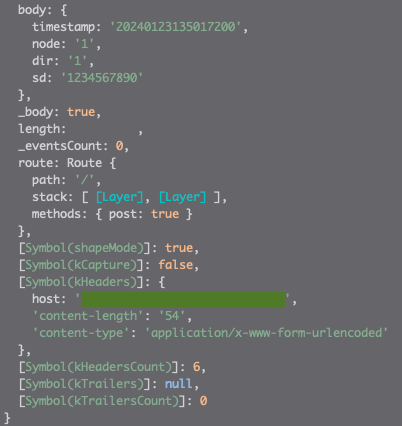 body: {
timestamp: '20240123135017200',
node: '1',
dir: '1',
sd: '1234567890'
},
_body: true,
length: ,
_eventsCount: 0,
route: Route {
path: '/',
stack: [ [Layer], [Layer] ],
methods: { post: true }
},
[Symbol(shapeMode)]: true,
[Symbol(kCapture)]: false,
[Symbol(kHeaders)]: {
host: ' ',
'content-length': '54',
'content-type': 'application/x-www-form-urlencoded'
},
[Symbol(kHeadersCount)]: 6,
[Symbol(kTrailers)]: null,
[Symbol(kTrailersCount)]: 0
}